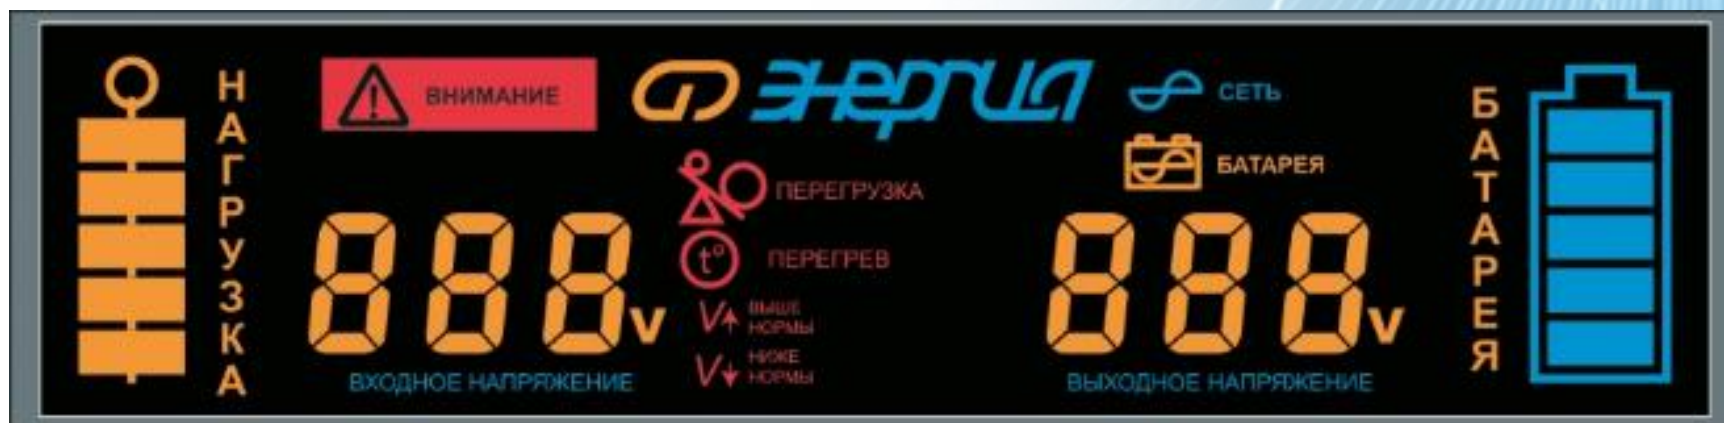 НАГРУЗКА
ВНИМАНИЕ
энергия
СЕТЬ
БАТАРЕЯ
ПЕРЕГРУЗКА
888v
t° ПЕРЕГРЕВ
V ВЫШЕ
НОРМЫ
V НИЖЕ
НОРМЫ
ВХОДНОЕ НАПРЯЖЕНИЕ
888v
ВЫХОДНОЕ НАПРЯЖЕНИЕ
БАТАРЕЯ